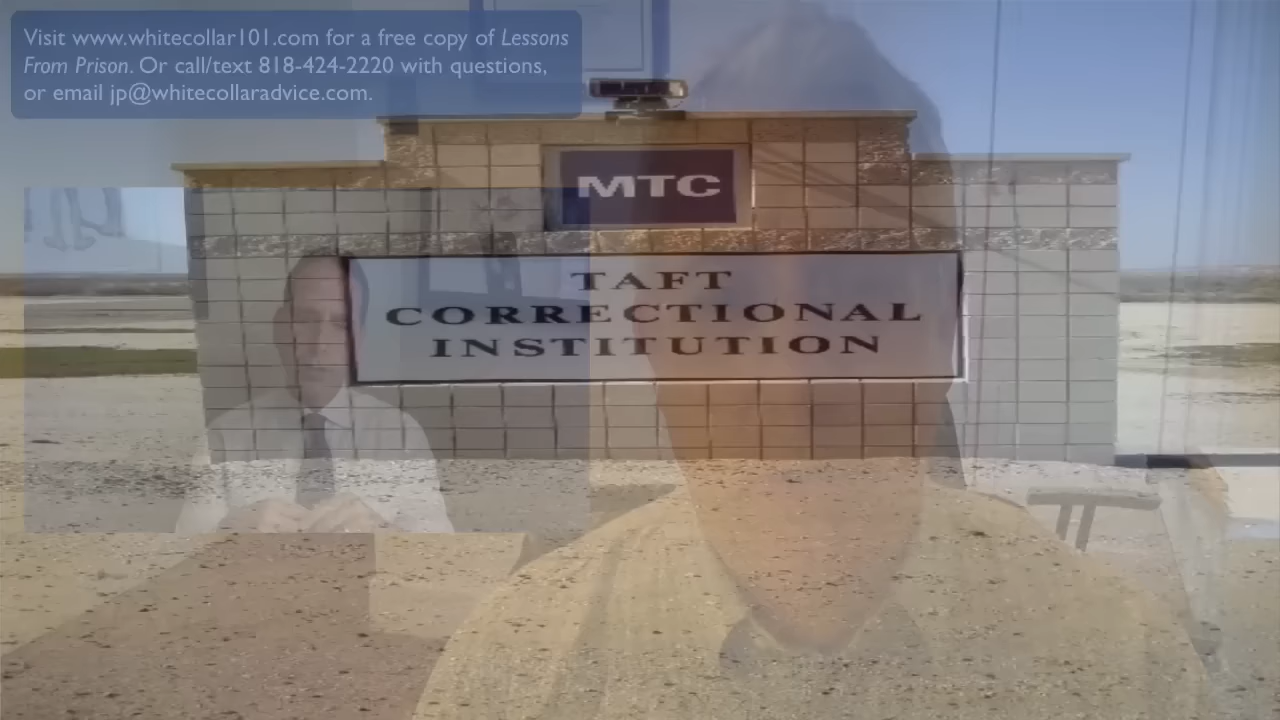 Visit www.whitecollar101.com for a free copy of Lessons
From Prison. Or call/text 818-424-2220 with questions,
or email jp@whitecollaradvice.com.
MTC
TAFT
CORRECTIONAL
INSTITUTION